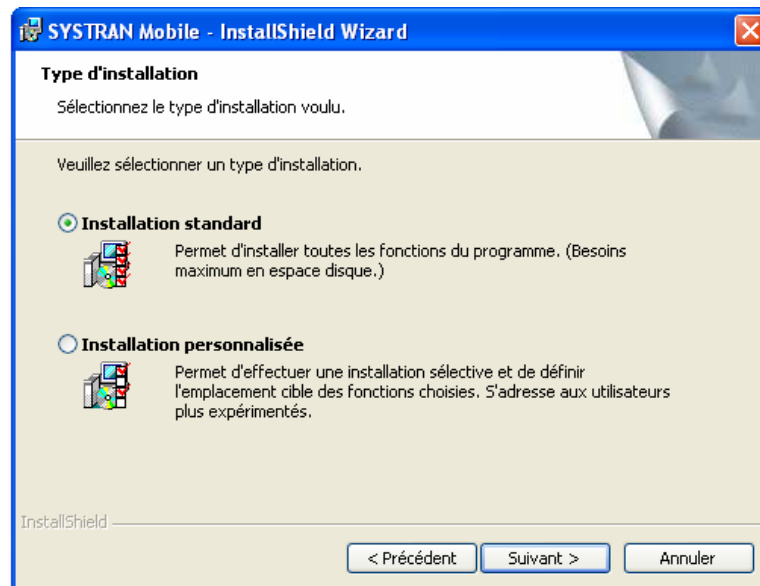 SYSTRAN Mobile - InstallShield Wizard
Type d'installation
Sélectionnez le type d'installation voulu.
Veuillez sélectionner un type d'installation.
Installation standard
Permet d'installer toutes les fonctions du programme. (Besoins
maximum en espace disque.)
Installation personnalisée
Permet d'effectuer une installation sélective et de définir
l'emplacement cible des fonctions choisies. S'adresse aux utilisateurs
plus expérimentés.
InstallShield
< Précédent
Suivant >
Annuler